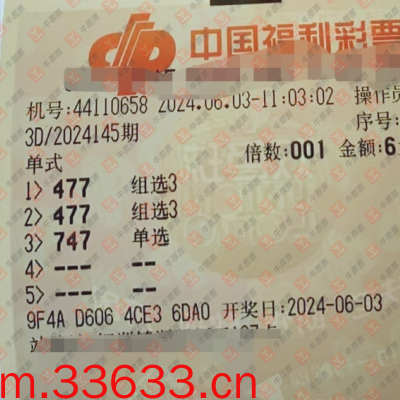 中国福利彩票
机号:44110658 2024.06.03-11:03:02 操作员
3D/2024145期 序号:
单式 倍数:001 金额:6
1> 477 组选3
2> 477 组选3
3> 747 单选
4> --- --
5> --- --
9F4A D606 4CE3 6DA0 开奖日:2024-06-03
m.33633.cn